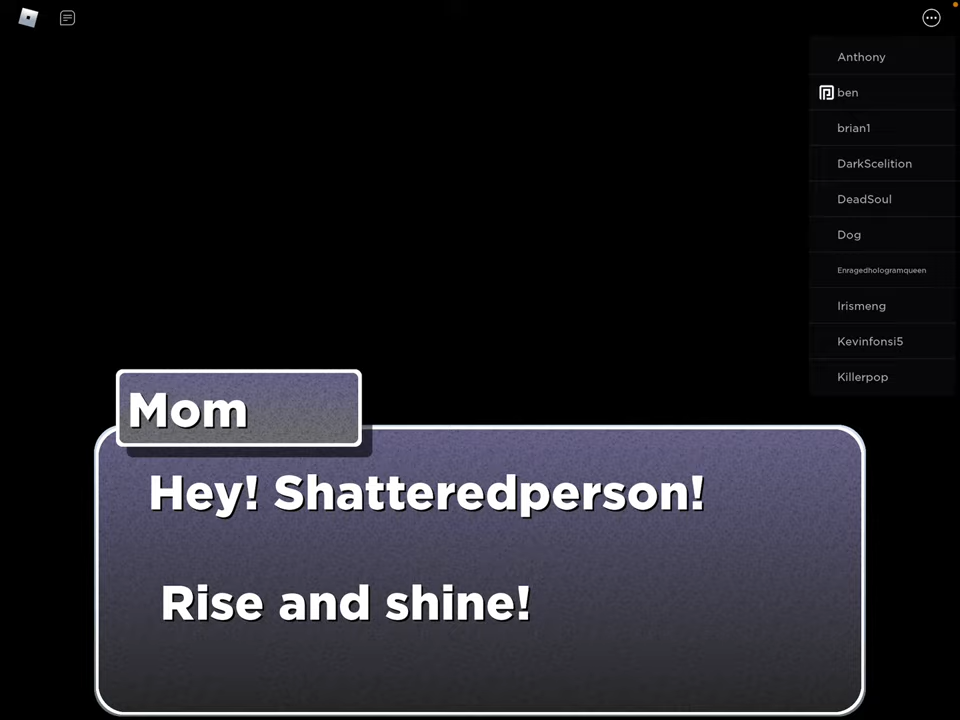 Anthony
ben
brian1
DarkScelition
DeadSoul
Dog
Enragedhologramqueen
Irismeng
Kevinfonsi5
Killerpop
Mom
Hey! Shatteredperson!
Rise and shine!